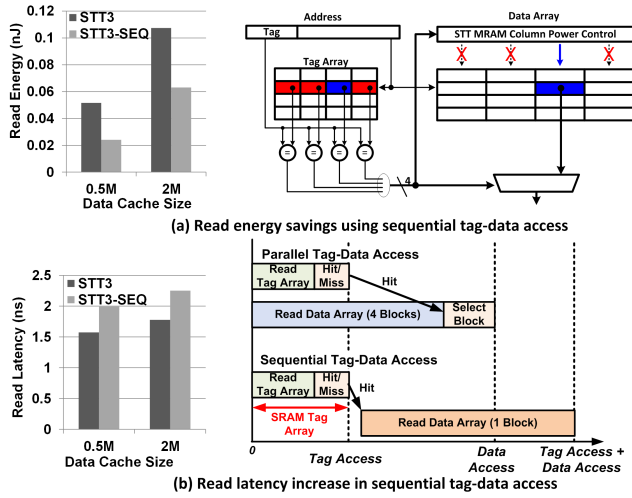 0.12
0.1
0.08
0.06
0.04
0.02
0
Read Energy (nJ)
STT3
STT3-SEQ
0.5M
2M
Data Cache Size
Address
Tag
Tag Array
=
=
=
=
4
Data Array
STT MRAM Column Power Control
X
X
X
(a) Read energy savings using sequential tag-data access
2.5
2
1.5
1
0.5
0
Read Latency (ns)
STT3
STT3-SEQ
0.5M
2M
Data Cache Size
Parallel Tag-Data Access
Read
Tag Array
Hit/
Miss
Hit
Read Data Array (4 Blocks)
Select
Block
Sequential Tag-Data Access
Read
Tag Array
Hit/
Miss
Hit
SRAM Tag
Array
Read Data Array (1 Block)
0
Tag Access
Data
Access
Tag Access +
Data Access
(b) Read latency increase in sequential tag-data access